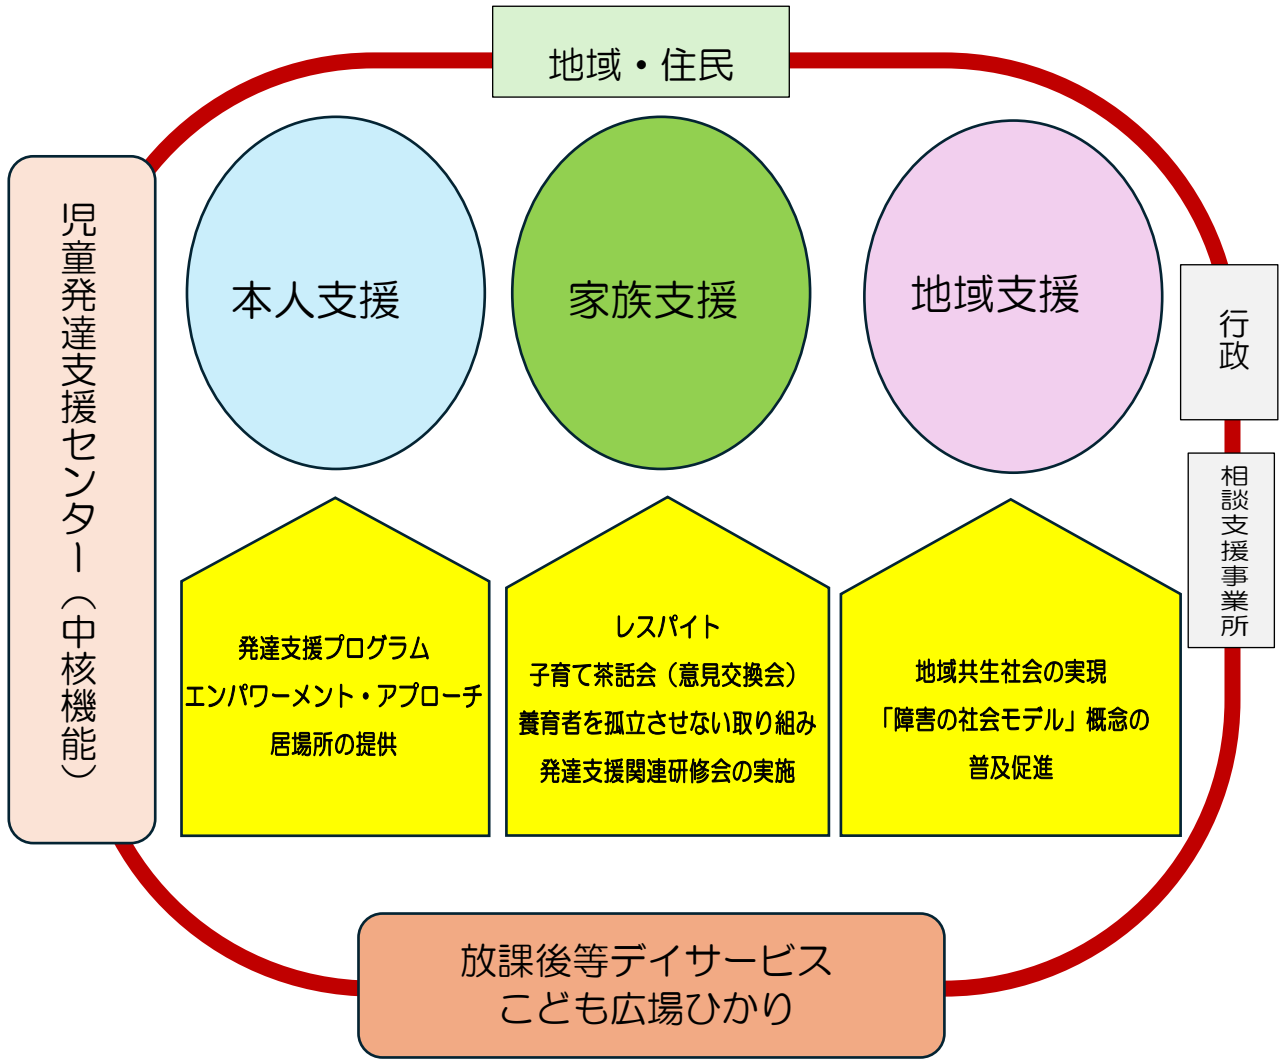 地域・住民
児童発達支援センター（中核機能）
本人支援
家族支援
地域支援
行政
相談支援事業所
発達支援プログラム
エンパワーメント・アプローチ
居場所の提供
レスパイト
子育て茶話会（意見交換会）
養育者を孤立させない取り組み
発達支援関連研修会の実施
地域共生社会の実現
「障害の社会モデル」概念の
普及促進
放課後等デイサービス
こども広場ひかり